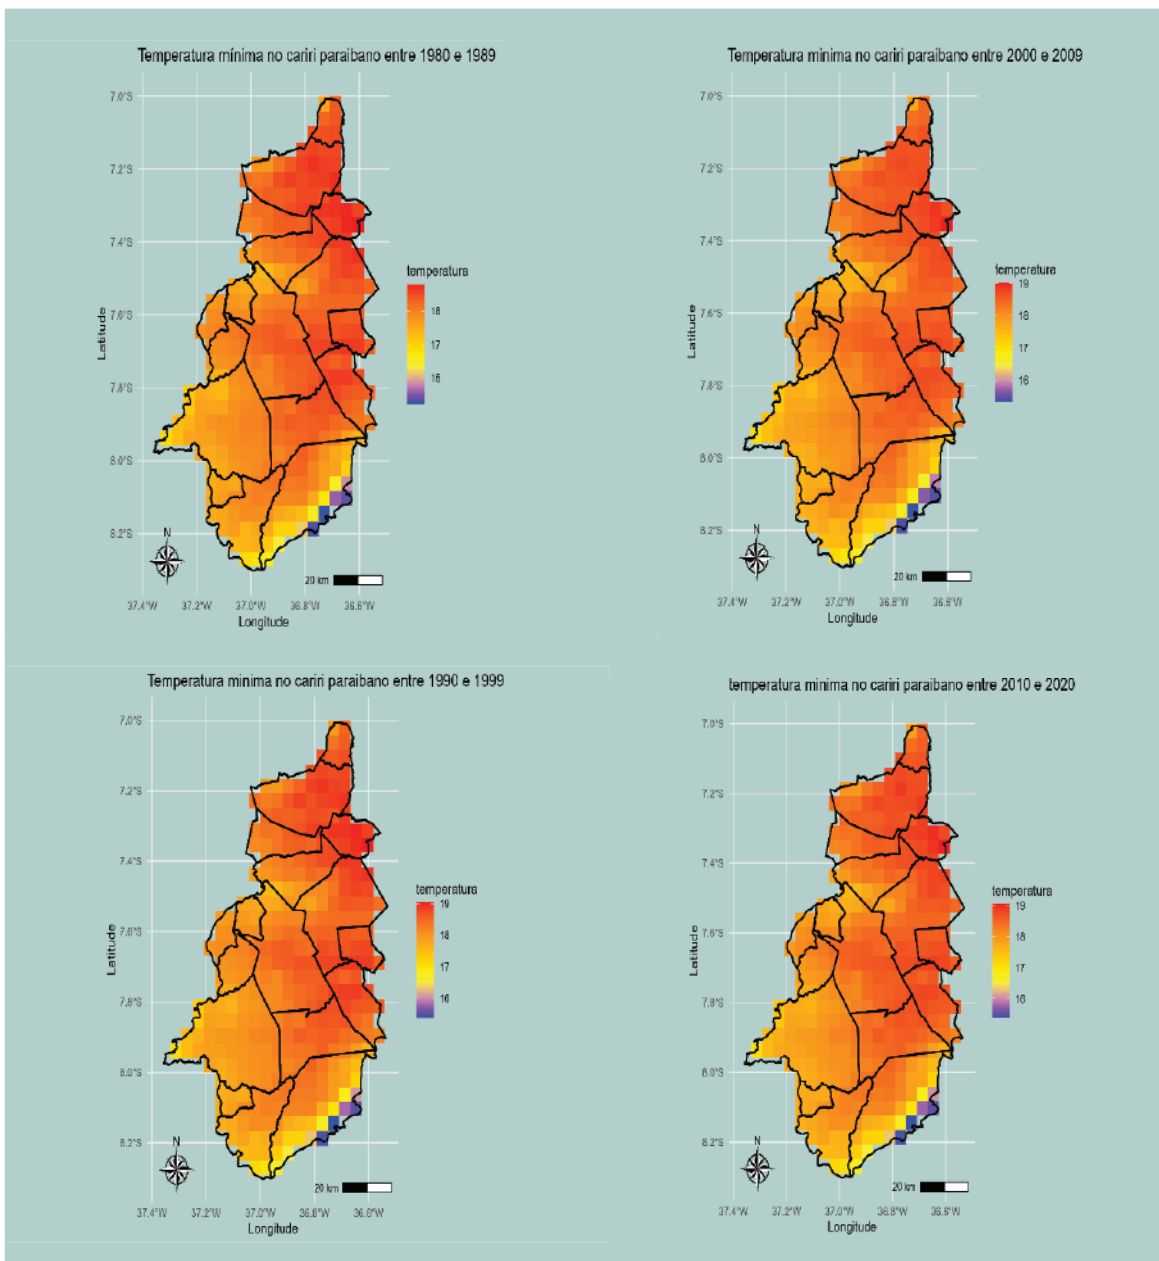 Temperatura mínima no cariri paraibano entre 1980 e 1989
7.0°S
7.2°S
7.4°S
7.6°S
7.8°S
8.0°S
8.2°S
Latitude
temperatura
18
17
16
N
20 km
37.4°W 37.2°W 37.0°W 36.8°W 36.6°W
Longitude
Temperatura minima no cariri paraibano entre 2000 e 2009
7.0°S
7.2°S
7.4°S
7.6°S
7.8°S
8.0°S
8.2°S
Latitude
temperatura
19
18
17
16
N
20 km
37.4°W 37.2°W 37.0°W 36.8°W 36.6°W
Longitude
Temperatura minima no cariri paraibano entre 1990 e 1999
7.0°S
7.2°S
7.4°S
7.6°S
7.8°S
8.0°S
8.2°S
Latitude
temperatura
19
18
17
16
N
20 km
37.4°W 37.2°W 37.0°W 36.8°W 36.6°W
Longitude
temperatura minima no cariri paraibano entre 2010 e 2020
7.0°S
7.2°S
7.4°S
7.6°S
7.8°S
8.0°S
8.2°S
Latitude
temperatura
19
18
17
16
N
20 km
37.4°W 37.2°W 37.0°W 36.8°W 36.6°W
Longitude